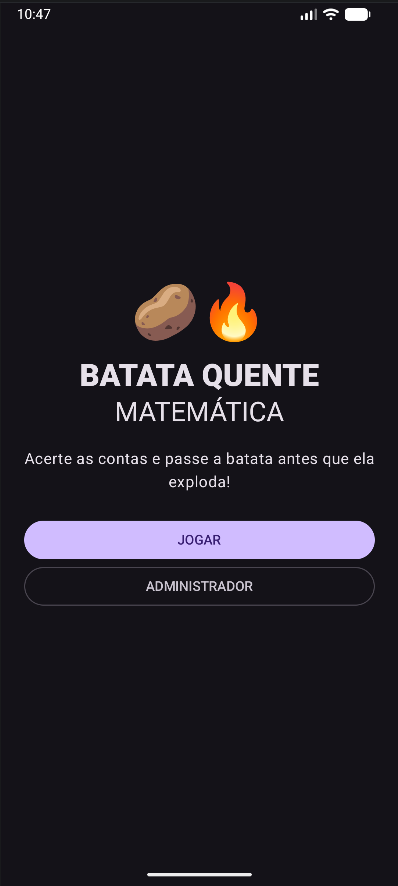 10:47
BATATA QUENTE
MATEMÁTICA
Acerte as contas e passe a batata antes que ela
exploda!
JOGAR
ADMINISTRADOR